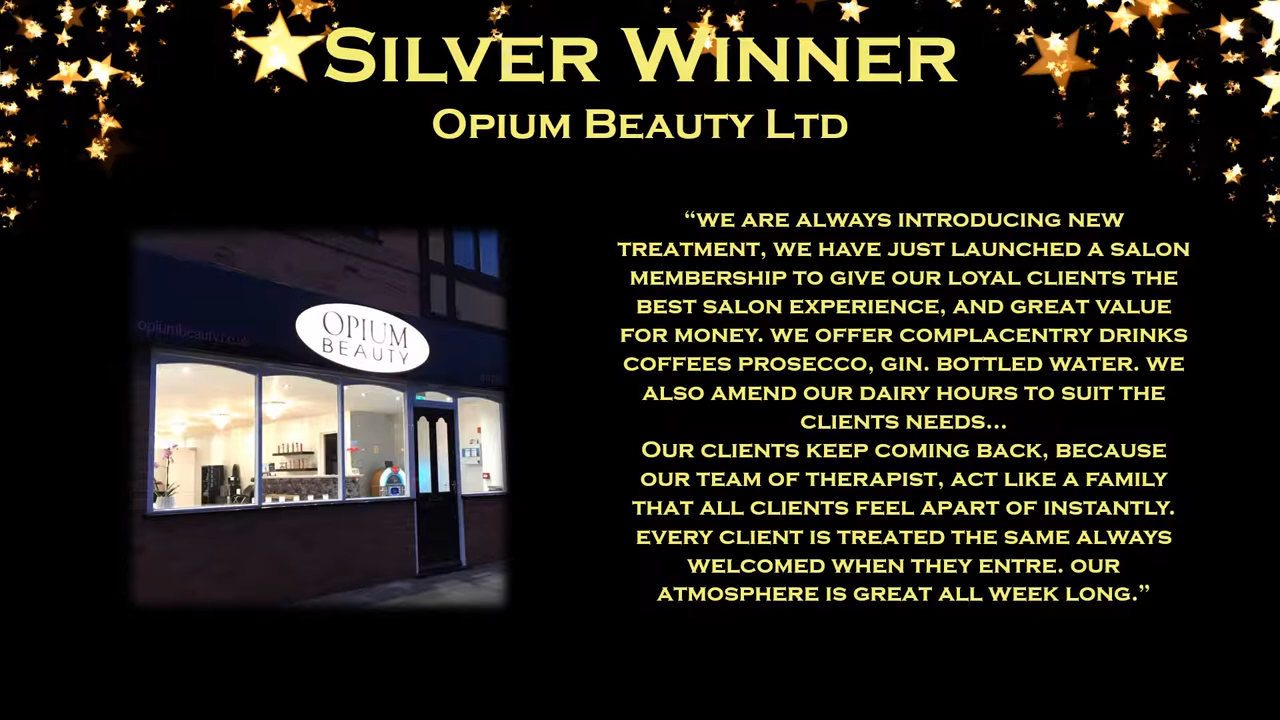 SILVER WINNER
OPIUM BEAUTY LTD
“WE ARE ALWAYS INTRODUCING NEW
TREATMENT, WE HAVE JUST LAUNCHED A SALON
MEMBERSHIP TO GIVE OUR LOYAL CLIENTS THE
BEST SALON EXPERIENCE, AND GREAT VALUE
FOR MONEY. WE OFFER COMPLACENTRY DRINKS
COFFEES PROSECCO, GIN. BOTTLED WATER. WE
ALSO AMEND OUR DAIRY HOURS TO SUIT THE
CLIENTS NEEDS...
OUR CLIENTS KEEP COMING BACK, BECAUSE
OUR TEAM OF THERAPIST, ACT LIKE A FAMILY
THAT ALL CLIENTS FEEL APART OF INSTANTLY.
EVERY CLIENT IS TREATED THE SAME ALWAYS
WELCOMED WHEN THEY ENTRE. OUR
ATMOSPHERE IS GREAT ALL WEEK LONG.”
opiumbeauty.co.uk
OPIUM
BEAUTY